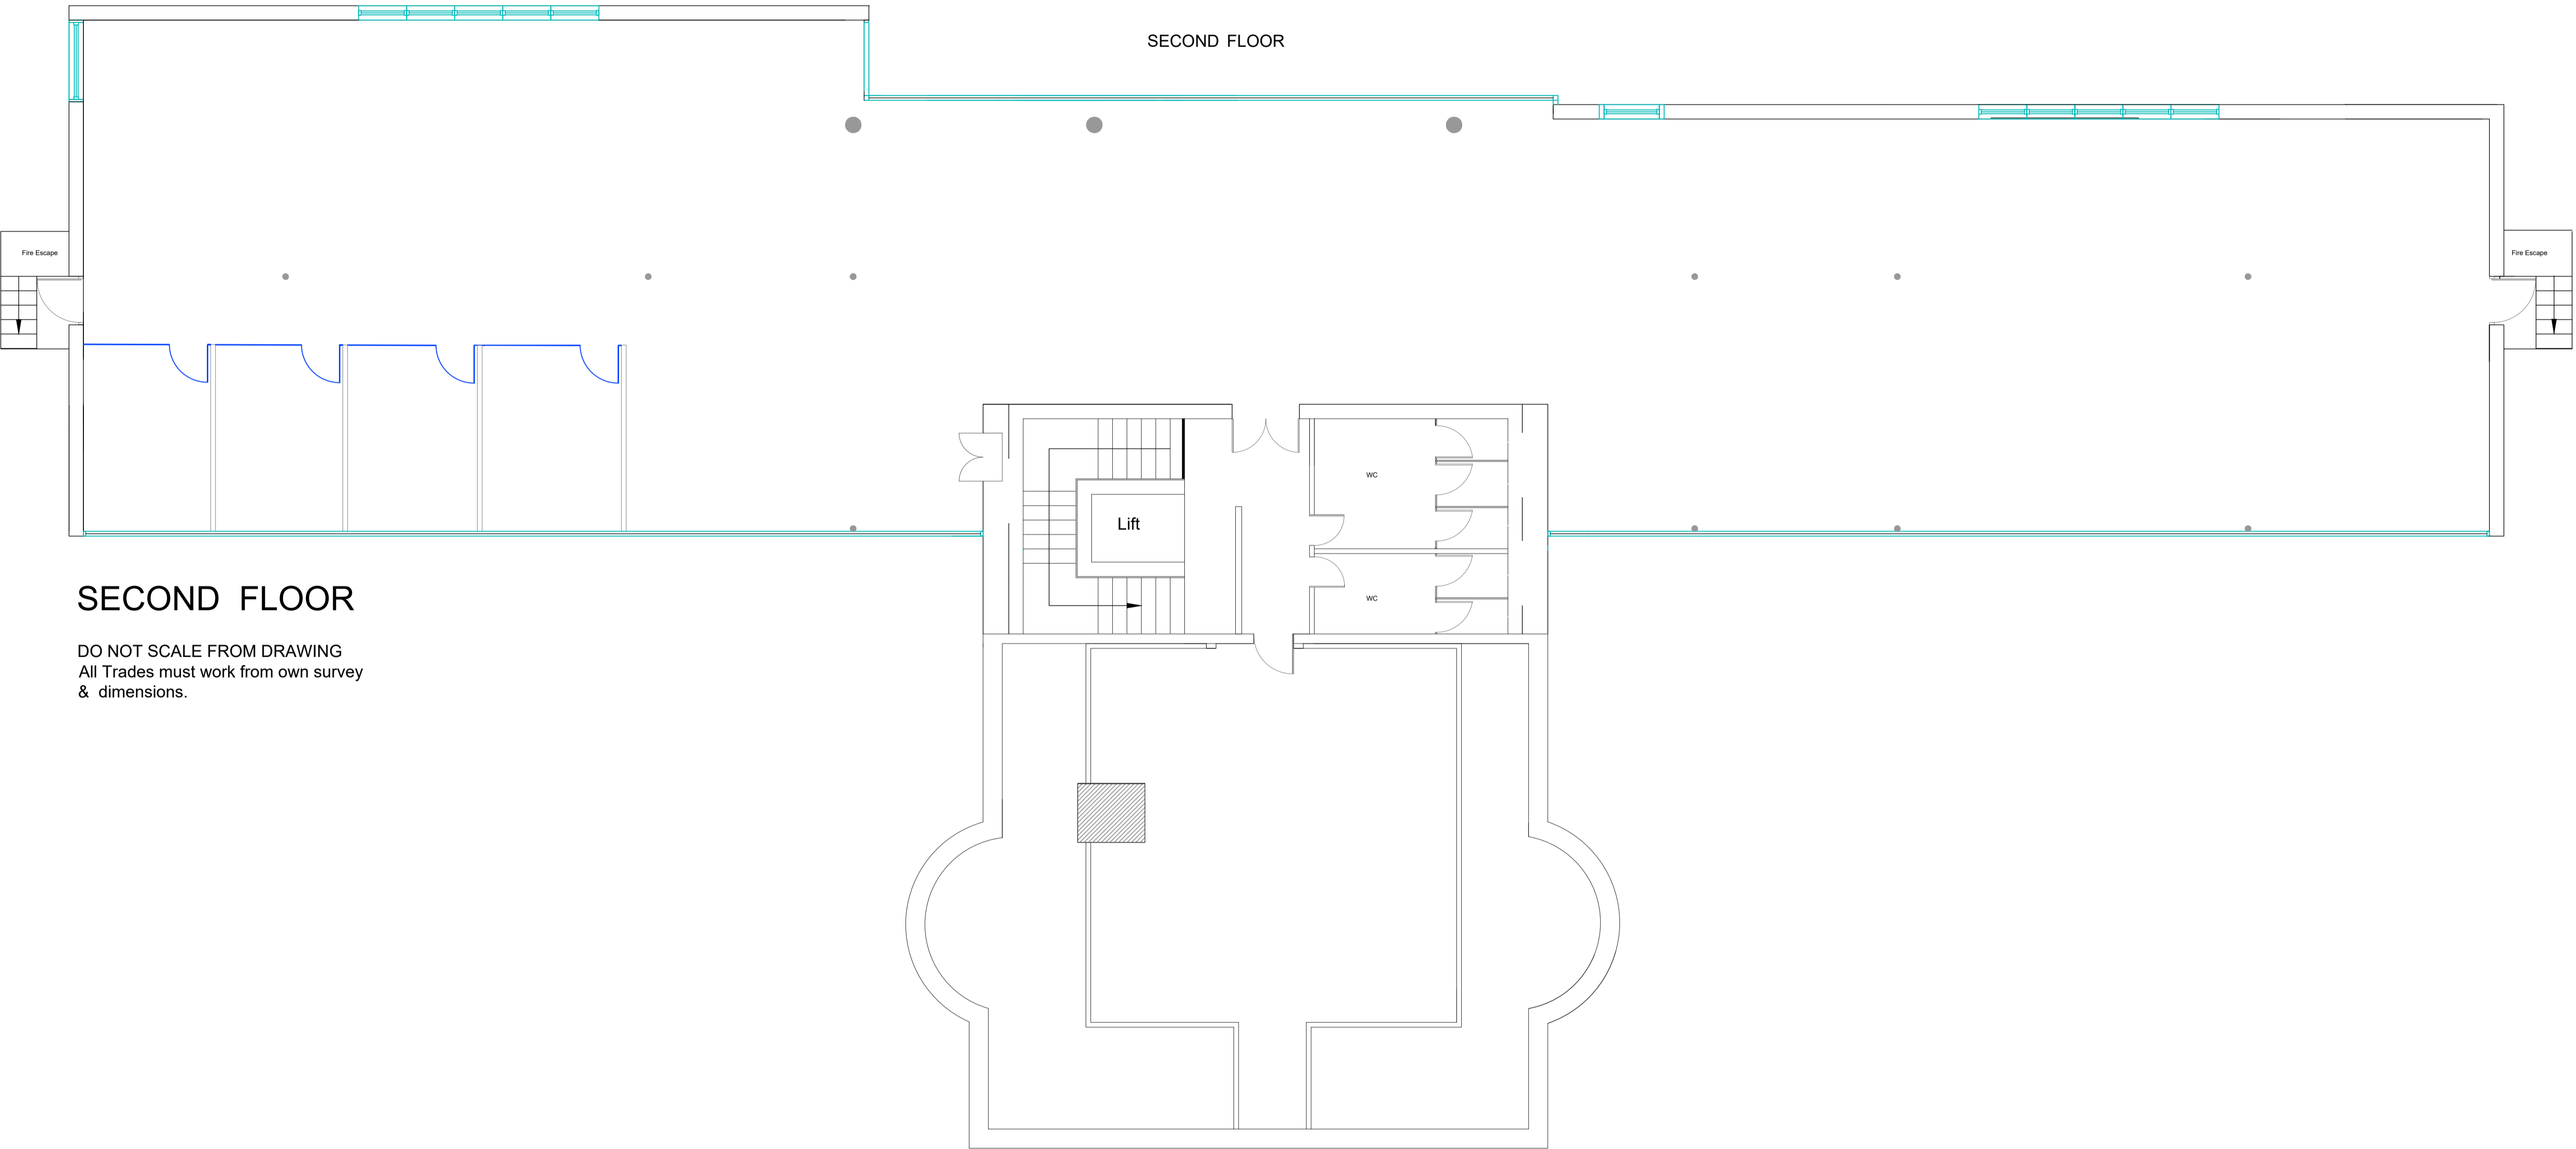 SECOND FLOOR
Fire Escape
Fire Escape
WC
Lift
WC
SECOND FLOOR
DO NOT SCALE FROM DRAWING
All Trades must work from own survey
& dimensions.